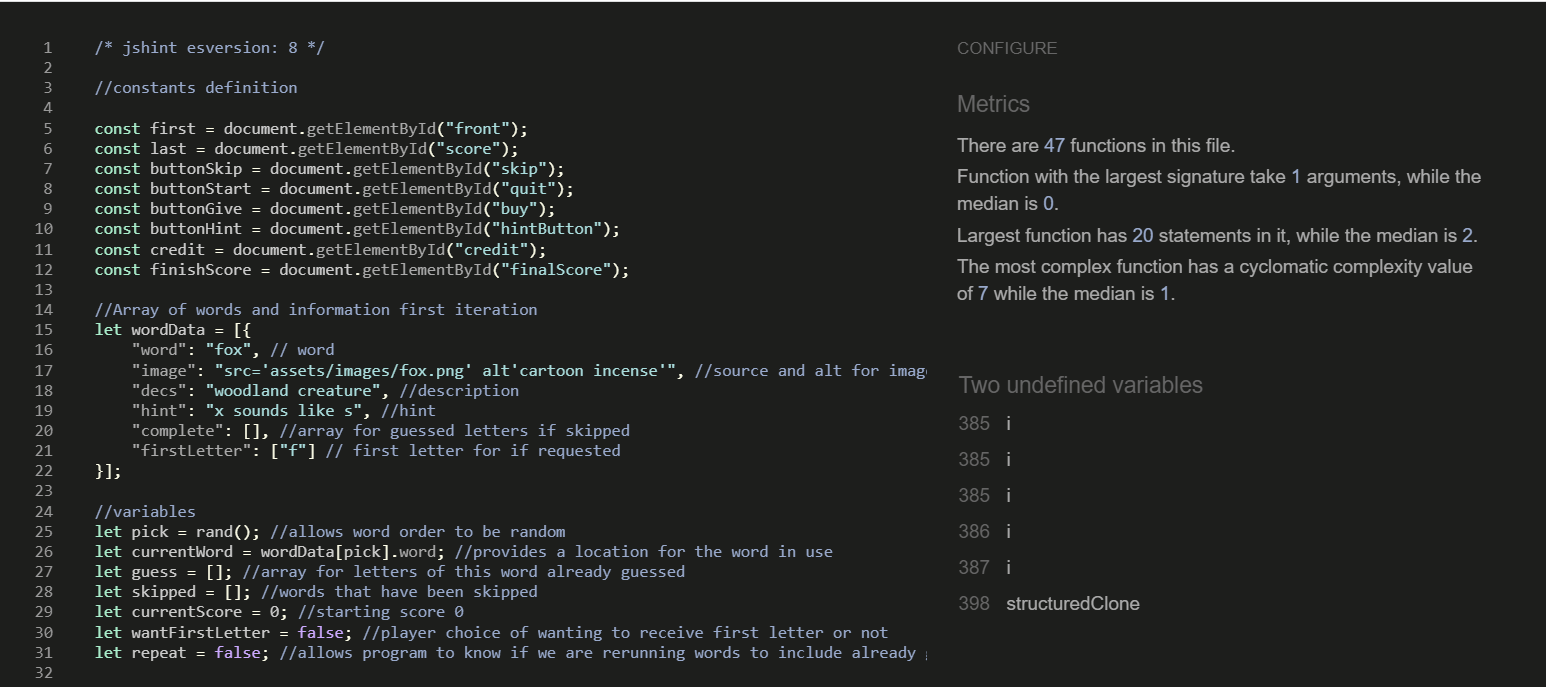 1 /* jshint esversion: 8 */
2
3 //constants definition
4
5 const first = document.getElementById("front");
6 const last = document.getElementById("score");
7 const buttonSkip = document.getElementById("skip");
8 const buttonStart = document.getElementById("quit");
9 const buttonGive = document.getElementById("buy");
10 const buttonHint = document.getElementById("hintButton");
11 const credit = document.getElementById("credit");
12 const finishScore = document.getElementById("finalScore");
13
14 //Array of words and information first iteration
15 let wordData = [{
16 "word": "fox", // word
17 "image": "src='assets/images/fox.png' alt'cartoon incense'", //source and alt for imag
18 "decs": "woodland creature", //description
19 "hint": "x sounds like s", //hint
20 "complete": [], //array for guessed letters if skipped
21 "firstLetter": ["f"] // first letter for if requested
22 }];
23
24 //variables
25 let pick = rand(); //allows word order to be random
26 let currentWord = wordData[pick].word; //provides a location for the word in use
27 let guess = []; //array for letters of this word already guessed
28 let skipped = []; //words that have been skipped
29 let currentScore = 0; //starting score 0
30 let wantFirstLetter = false; //player choice of wanting to receive first letter or not
31 let repeat = false; //allows program to know if we are rerunning words to include already
32
CONFIGURE
Metrics
There are 47 functions in this file.
Function with the largest signature take 1 arguments, while the
median is 0.
Largest function has 20 statements in it, while the median is 2.
The most complex function has a cyclomatic complexity value
of 7 while the median is 1.
Two undefined variables
385 i
385 i
385 i
386 i
387 i
398 structuredClone